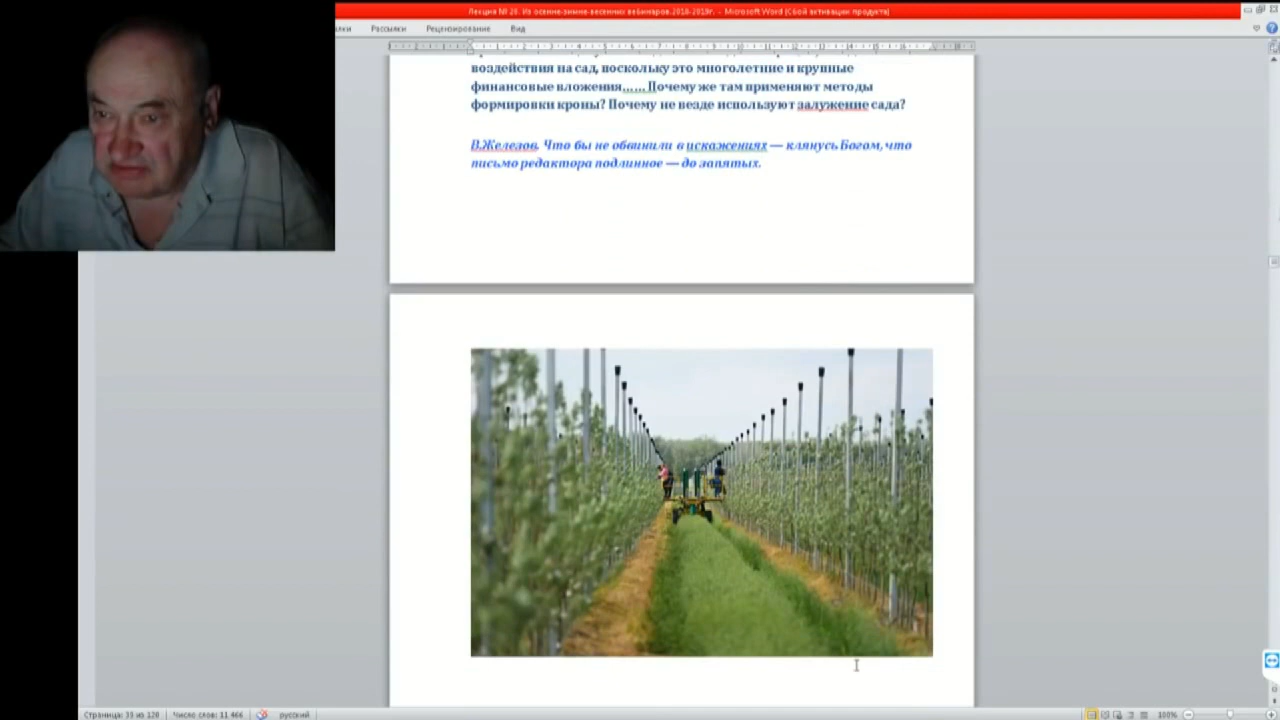 Лекция № 20. Из осенне-зимне-весенних вебинаров.2018-2019г. - Microsoft Word (Сбой активации продукта)
Рассылки Рецензирование Вид
воздействия на сад, поскольку это многолетние и крупные
финансовые вложения…… Почему же там применяют методы
формировки кроны? Почему не везде используют залужение сада?
В.Железов. Что бы не обвинили в искажениях — клянусь Богом, что
письмо редактора подлинное — до запятых.
Страница: 33 из 120 Число слов: 11 466 русский 100%